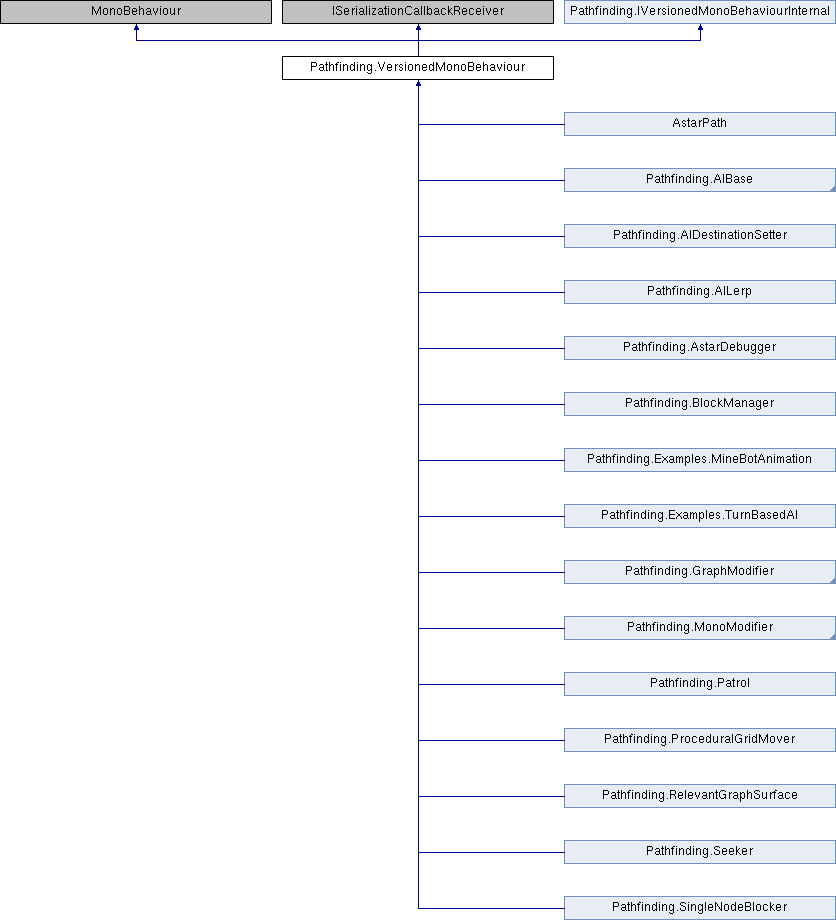 MonoBehaviour
ISerializationCallbackReceiver
Pathfinding.IVersionedMonoBehaviourInternal
Pathfinding.VersionedMonoBehaviour
AstarPath
Pathfinding.AIBase
Pathfinding.AIDestinationSetter
Pathfinding.AILerp
Pathfinding.AstarDebugger
Pathfinding.BlockManager
Pathfinding.Examples.MineBotAnimation
Pathfinding.Examples.TurnBasedAI
Pathfinding.GraphModifier
Pathfinding.MonoModifier
Pathfinding.Patrol
Pathfinding.ProceduralGridMover
Pathfinding.RelevantGraphSurface
Pathfinding.Seeker
Pathfinding.SingleNodeBlocker